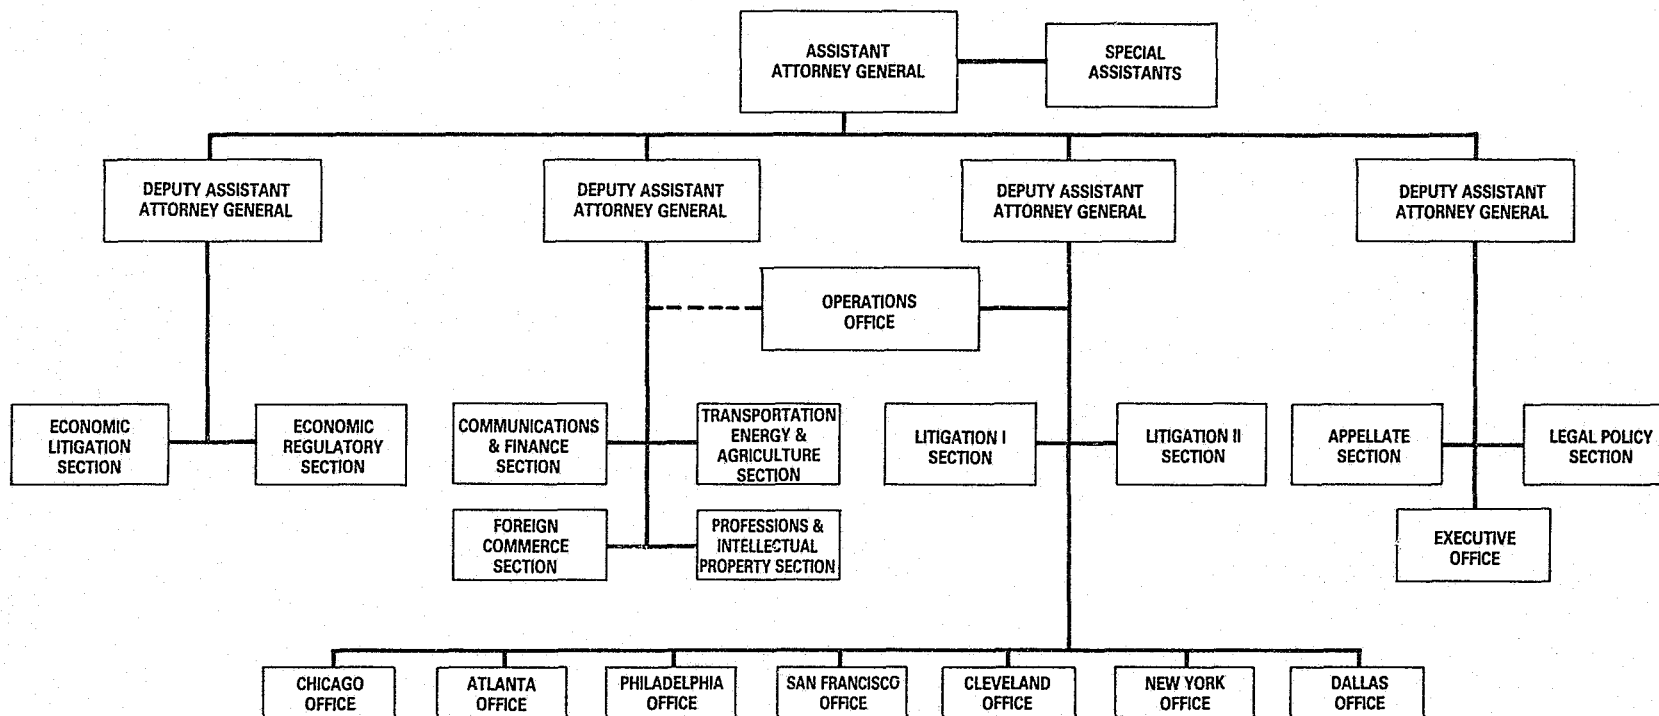 ASSISTANT
ATTORNEY GENERAL
SPECIAL
ASSISTANTS
DEPUTY ASSISTANT
ATTORNEY GENERAL
DEPUTY ASSISTANT
ATTORNEY GENERAL
DEPUTY ASSISTANT
ATTORNEY GENERAL
DEPUTY ASSISTANT
ATTORNEY GENERAL
OPERATIONS
OFFICE
ECONOMIC
LITIGATION
SECTION
ECONOMIC
REGULATORY
SECTION
COMMUNICATIONS
& FINANCE
SECTION
TRANSPORTATION
ENERGY &
AGRICULTURE
SECTION
LITIGATION I
SECTION
LITIGATION II
SECTION
APPELLATE
SECTION
LEGAL POLICY
SECTION
FOREIGN
COMMERCE
SECTION
PROFESSIONS &
INTELLECTUAL
PROPERTY SECTION
EXECUTIVE
OFFICE
CHICAGO
OFFICE
ATLANTA
OFFICE
PHILADELPHIA
OFFICE
SAN FRANCISCO
OFFICE
CLEVELAND
OFFICE
NEW YORK
OFFICE
DALLAS
OFFICE